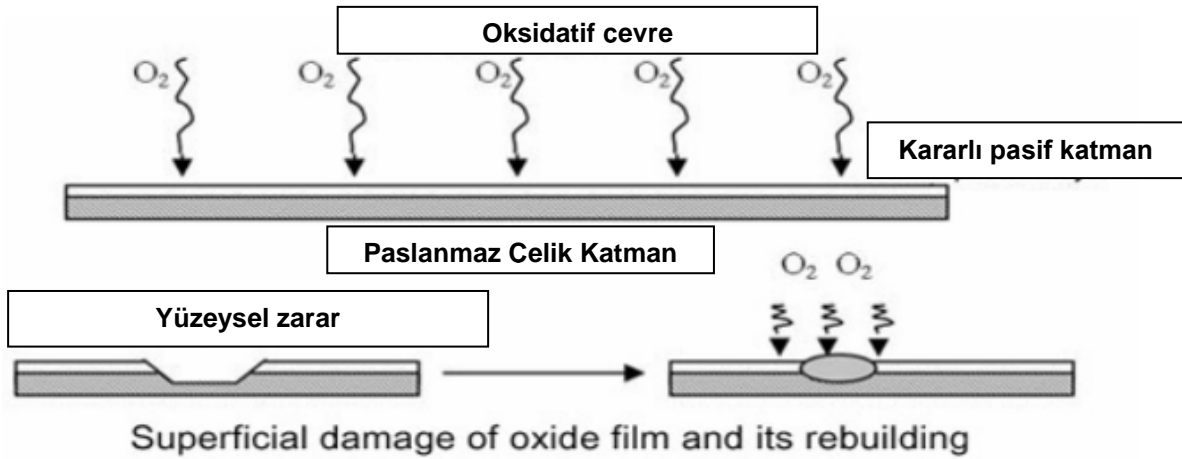 Oksidatif cevre
O₂ O₂ O₂ O₂ O₂
Kararlı pasif katman
Paslanmaz Celik Katman
O₂ O₂
Yüzeysel zarar
Superficial damage of oxide film and its rebuilding